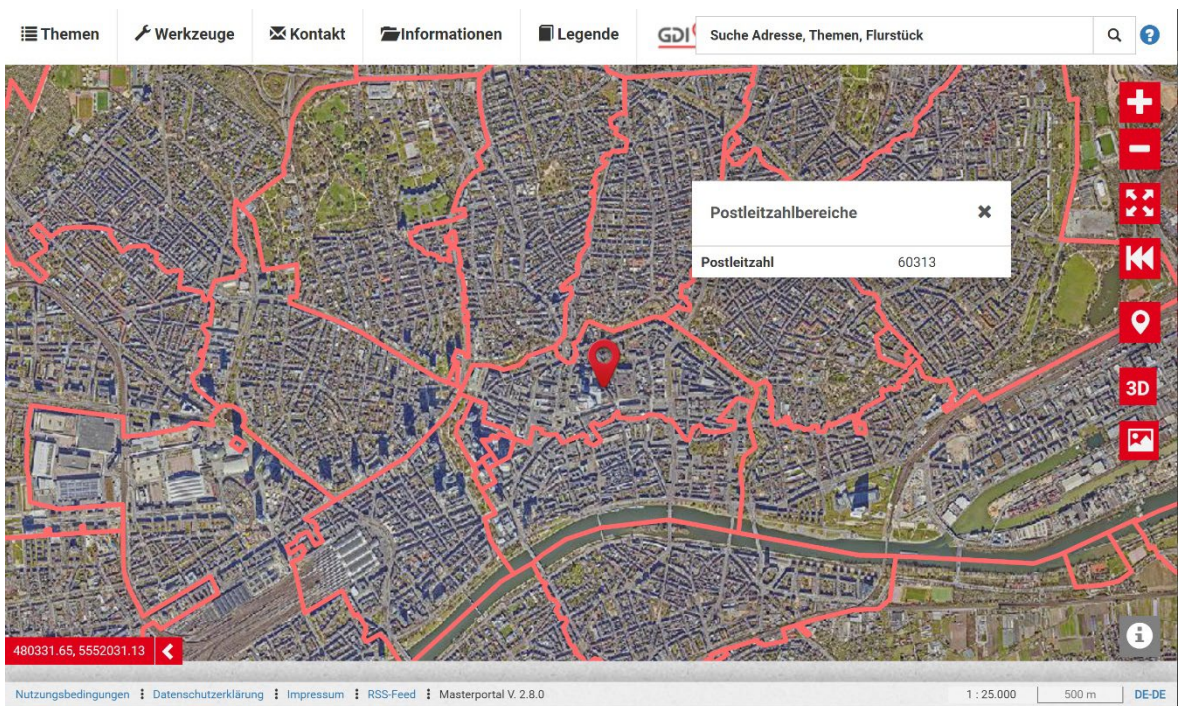 Themen Werkzeuge Kontakt Informationen Legende GDI Suche Adresse, Themen, Flurstück
Postleitzahlbereiche
Postleitzahl 60313
3D
480331.65, 5552031.13
Nutzungsbedingungen Datenschutzerklärung Impressum RSS-Feed Masterportal V. 2.8.0 1 : 25.000 500 m DE-DE